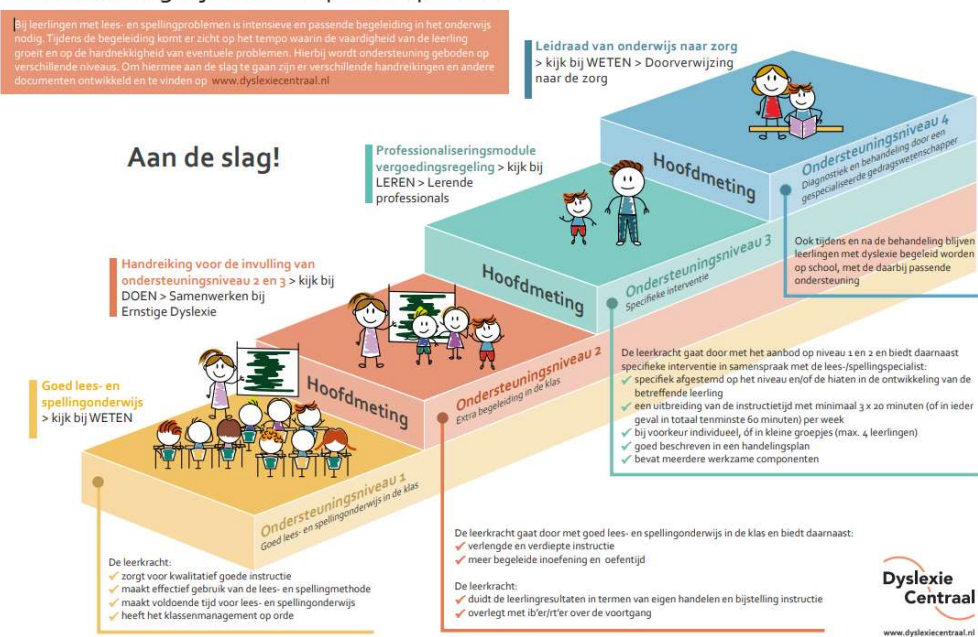 Bij leerlingen met lees- en spellingproblemen is intensieve en passende begeleiding in het onderwijs
nodig. Tijdens de begeleiding komt er zicht op het tempo waarin de vaardigheid van de leerling
groeit en op de hardnekkigheid van eventuele problemen. Hierbij wordt ondersteuning geboden op
verschillende niveaus. Om hiermee aan de slag te gaan zijn er verschillende handreikingen en andere
documenten ontwikkeld en te vinden op www.dyslexiecentraal.nl
Aan de slag!
Leidraad van onderwijs naar zorg
> kijk bij WETEN > Doorverwijzing
naar de zorg
Professionaliseringsmodule
vergoedingsregeling > kijk bij
LEREN > Lerende
professionals
Handreiking voor de invulling van
ondersteuningsniveau 2 en 3 > kijk bij
DOEN > Samenwerken bij
Ernstige Dyslexie
Goed lees- en
spellingonderwijs
> kijk bij WETEN
Hoofdmeting
Ondersteuningsniveau 4
Diagnostiek en behandeling door een
gespecialiseerde gedragswetenschapper
Ook tijdens en na de behandeling blijven
leerlingen met dyslexie begeleid worden
op school, met de daarbij passende
ondersteuning
Hoofdmeting
Ondersteuningsniveau 3
Specifieke interventie
De leerkracht gaat door met het aanbod op niveau 1 en 2 en biedt daarnaast
specifieke interventie in samenspraak met de lees-/spellingspecialist:
✓ specifiek afgestemd op het niveau en/of de hiaten in de ontwikkeling van de
betreffende leerling
✓ een uitbreiding van de instructietijd met minimaal 3 x 20 minuten (of in ieder
geval in totaal tenminste 60 minuten) per week
✓ bij voorkeur individueel, óf in kleine groepjes (max. 4 leerlingen)
✓ goed beschreven in een handelingsplan
✓ bevat meerdere werkzame componenten
Hoofdmeting
Ondersteuningsniveau 2
Extra begeleiding in de klas
De leerkracht gaat door met goed lees- en spellingonderwijs in de klas en biedt daarnaast:
✓ verlengde en verdiepte instructie
✓ meer begeleide inoefening en oefentijd
De leerkracht:
✓ duidt de leerlingresultaten in termen van eigen handelen en bijstelling instructie
✓ overlegt met ib'er/rt'er over de voortgang
Ondersteuningsniveau 1
Goed lees- en spellingonderwijs in de klas
De leerkracht:
✓ zorgt voor kwalitatief goede instructie
✓ maakt effectief gebruik van de lees- en spellingmethode
✓ maakt voldoende tijd voor lees- en spellingonderwijs
✓ heeft het klassenmanagement op orde
Dyslexie
Centraal
www.dyslexiecentraal.nl